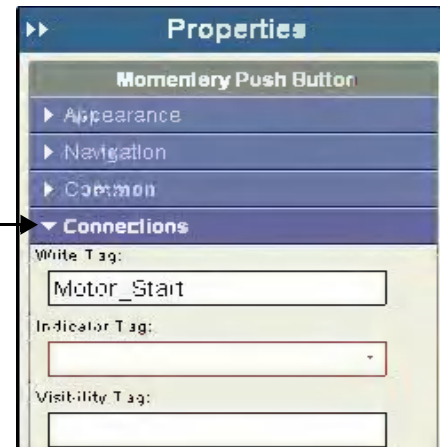 Properties
Momentary Push Button
Appearance
Navigation
Common
Connections
Write Tag:
Motor_Start
Indicator Tag:
Visibility Tag: